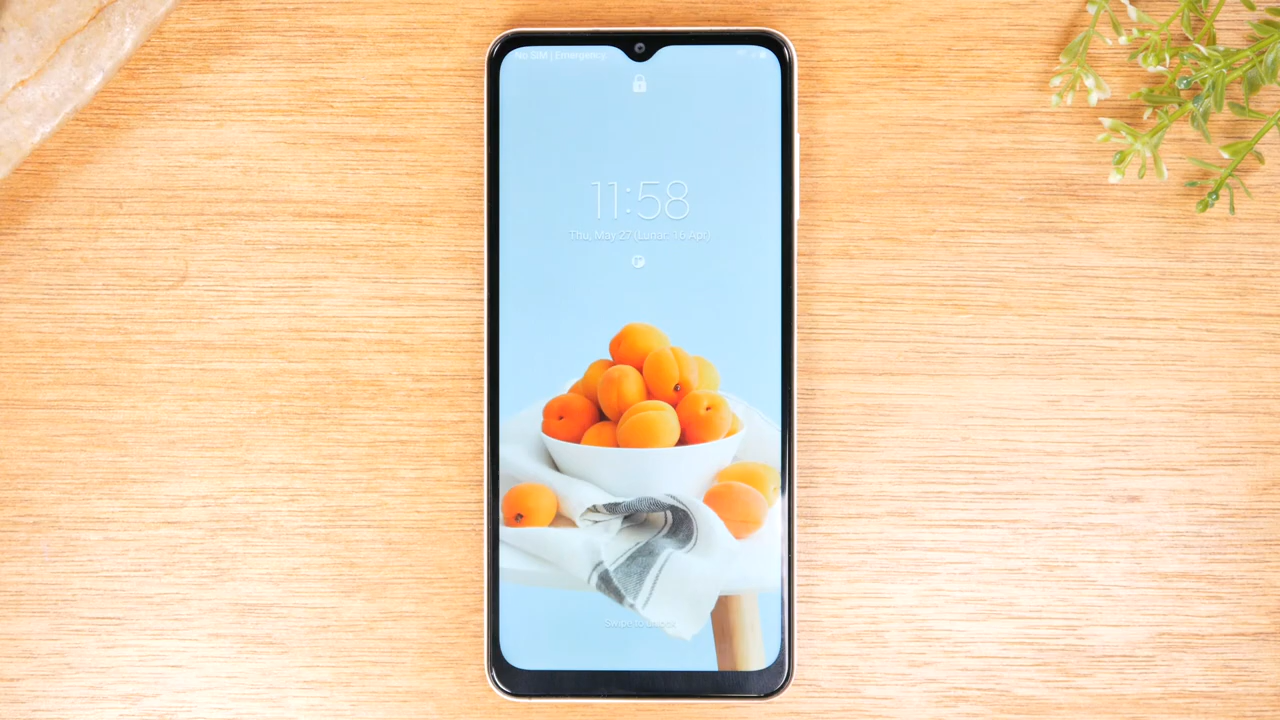 No SIM | Emergency
11:58
Thu, May 27 (Lunar 16 Apr)
Swipe to unlock